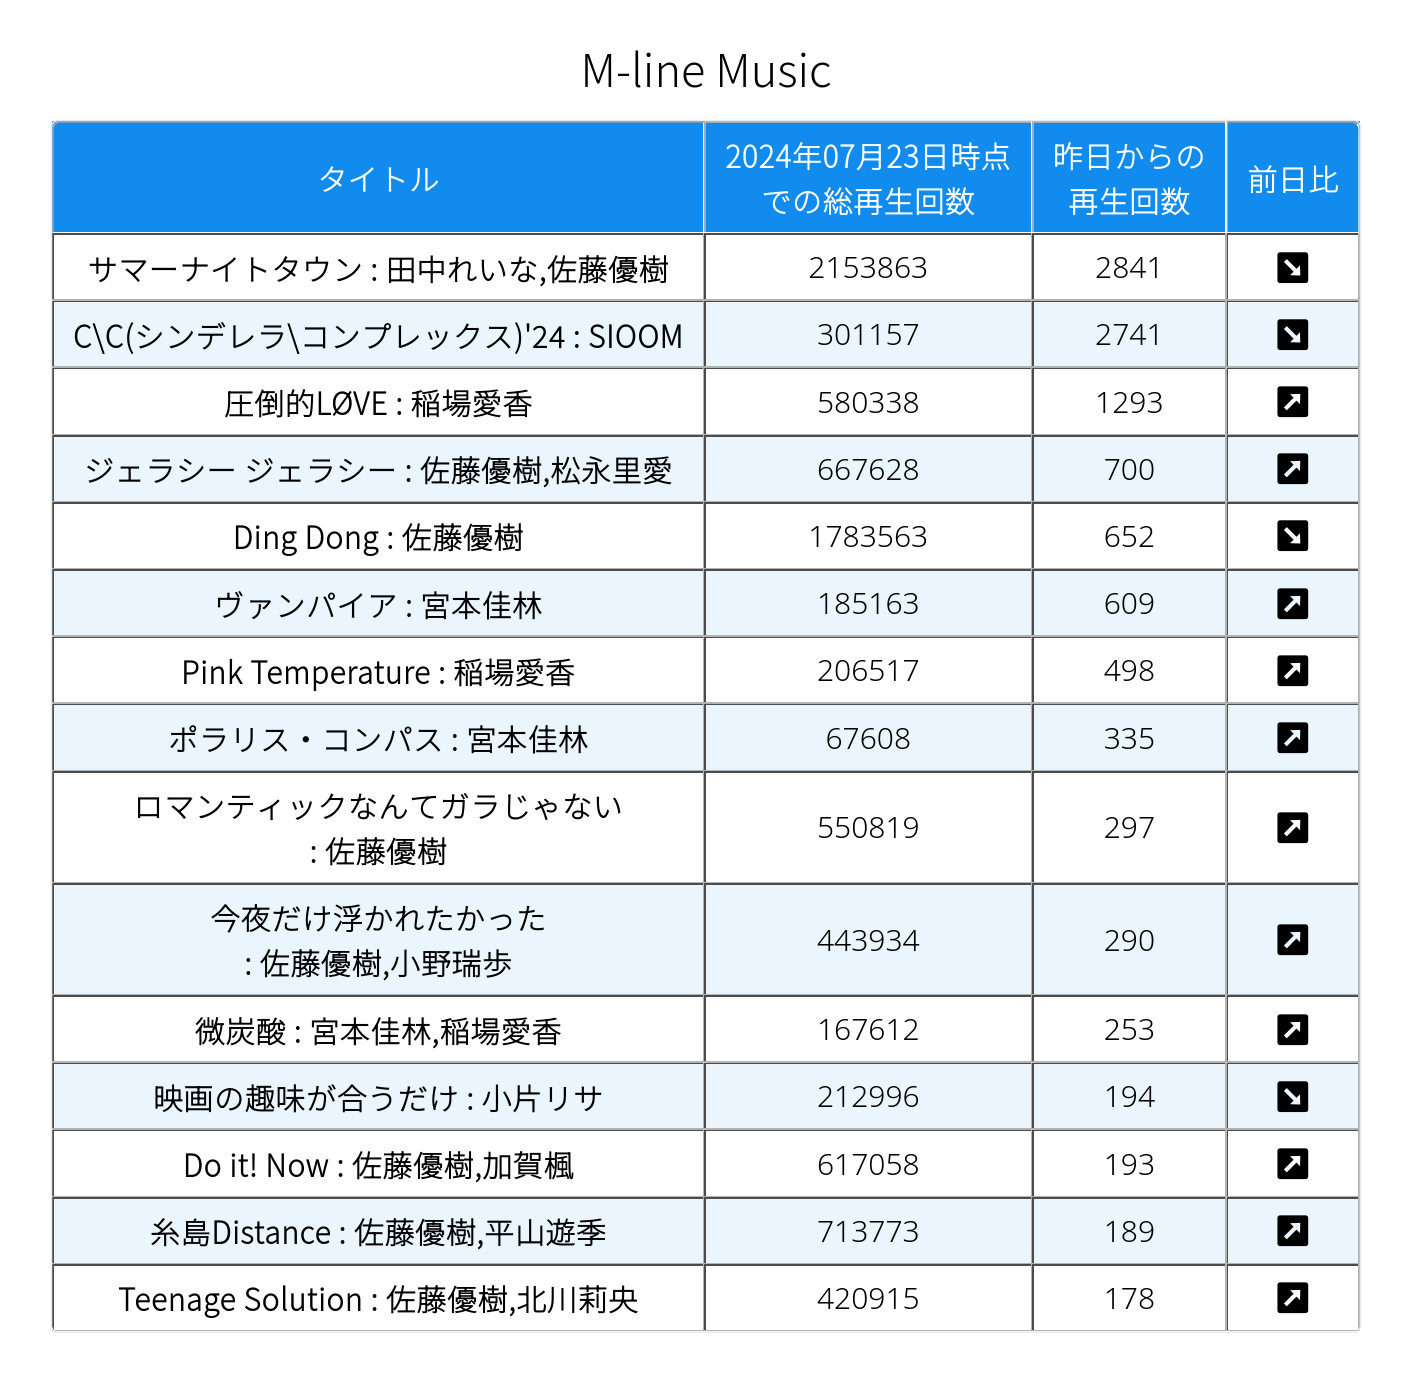 M-line Music
タイトル
2024年07月23日時点
での総再生回数
昨日からの
再生回数
前日比
サマーナイトタウン : 田中れいな,佐藤優樹 2153863 2841
C\C(シンデレラ\コンプレックス)'24 : SIOOM 301157 2741
圧倒的LØVE : 稲場愛香 580338 1293
ジェラシー ジェラシー : 佐藤優樹,松永里愛 667628 700
Ding Dong : 佐藤優樹 1783563 652
ヴァンパイア : 宮本佳林 185163 609
Pink Temperature : 稲場愛香 206517 498
ポラリス・コンパス : 宮本佳林 67608 335
ロマンティックなんてガラじゃない
: 佐藤優樹 550819 297
今夜だけ浮かれたかった
: 佐藤優樹,小野瑞歩 443934 290
微炭酸 : 宮本佳林,稲場愛香 167612 253
映画の趣味が合うだけ : 小片リサ 212996 194
Do it! Now : 佐藤優樹,加賀楓 617058 193
糸島Distance : 佐藤優樹,平山遊季 713773 189
Teenage Solution : 佐藤優樹,北川莉央 420915 178